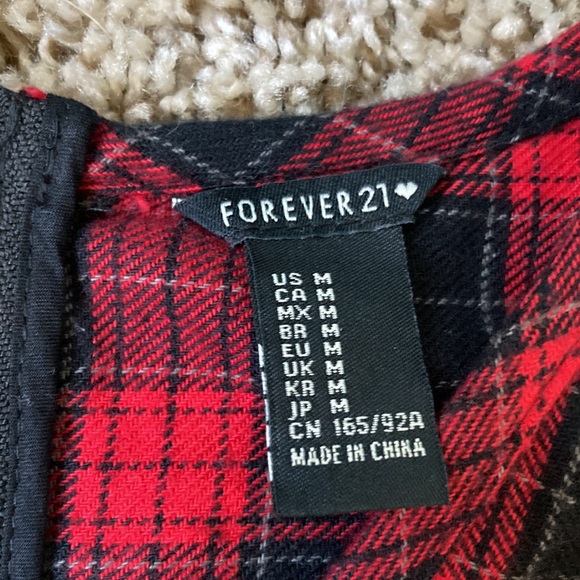 FOREVER 21
US M
CA M
MX M
BR M
EU M
UK M
KR M
JP M
CN 165/92A
MADE IN CHINA